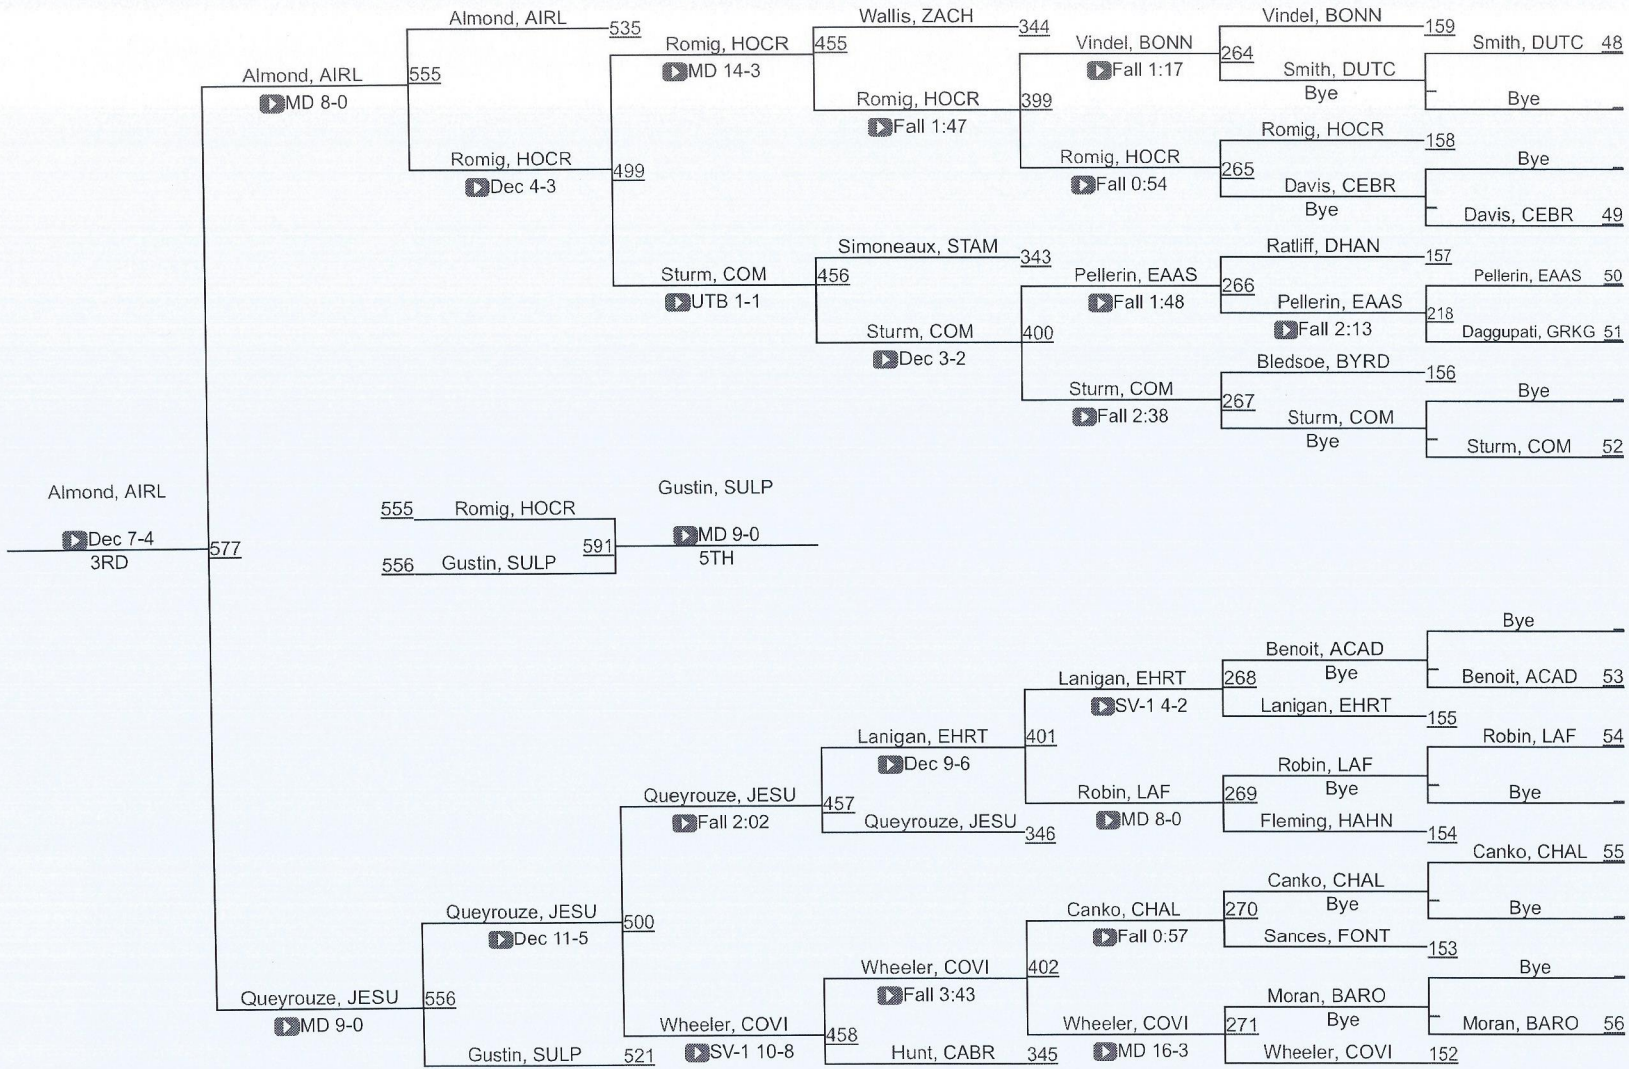 Almond, AIRL
535
Wallis, ZACH
344
Vindel, BONN
159
Romig, HOCR
455
Vindel, BONN
264
Smith, DUTC 48
Almond, AIRL
555
MD 14-3
Fall 1:17
Smith, DUTC
Bye
MD 8-0
Romig, HOCR
399
Bye
Fall 1:47
Romig, HOCR
158
Romig, HOCR
499
Romig, HOCR
265
Bye
Dec 4-3
Fall 0:54
Davis, CEBR
Bye
Davis, CEBR 49
Simoneaux, STAM
343
Ratliff, DHAN
157
Sturm, COM
456
Pellerin, EAAS
266
Pellerin, EAAS 50
UTB 1-1
Fall 1:48
Pellerin, EAAS
218
Sturm, COM
400
Fall 2:13
Daggupati, GRKG 51
Dec 3-2
Bledsoe, BYRD
156
Sturm, COM
267
Bye
Fall 2:38
Sturm, COM
Bye
Sturm, COM 52
Almond, AIRL
Gustin, SULP
555
Romig, HOCR
Dec 7-4
577
591
MD 9-0
3RD
556
Gustin, SULP
5TH
Bye
Benoit, ACAD
Lanigan, EHRT
268
Bye
Benoit, ACAD 53
SV-1 4-2
Lanigan, EHRT
155
Lanigan, EHRT
401
Robin, LAF 54
Dec 9-6
Robin, LAF
Queyrouze, JESU
457
Robin, LAF
269
Bye
Bye
Fall 2:02
Queyrouze, JESU
346
MD 8-0
Fleming, HAHN
154
Canko, CHAL 55
Canko, CHAL
Queyrouze, JESU
500
Canko, CHAL
270
Bye
Bye
Dec 11-5
Fall 0:57
Sances, FONT
153
Wheeler, COVI
402
Bye
Queyrouze, JESU
556
Fall 3:43
Moran, BARO
MD 9-0
Wheeler, COVI
458
Wheeler, COVI
271
Bye
Moran, BARO 56
Gustin, SULP
521
SV-1 10-8
Hunt, CABR
345
MD 16-3
Wheeler, COVI
152